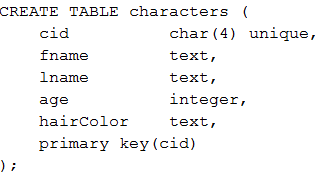 CREATE TABLE characters (
    cid          char(4) unique,
    fname        text,
    lname        text,
    age          integer,
    hairColor    text,
    primary key(cid)
);